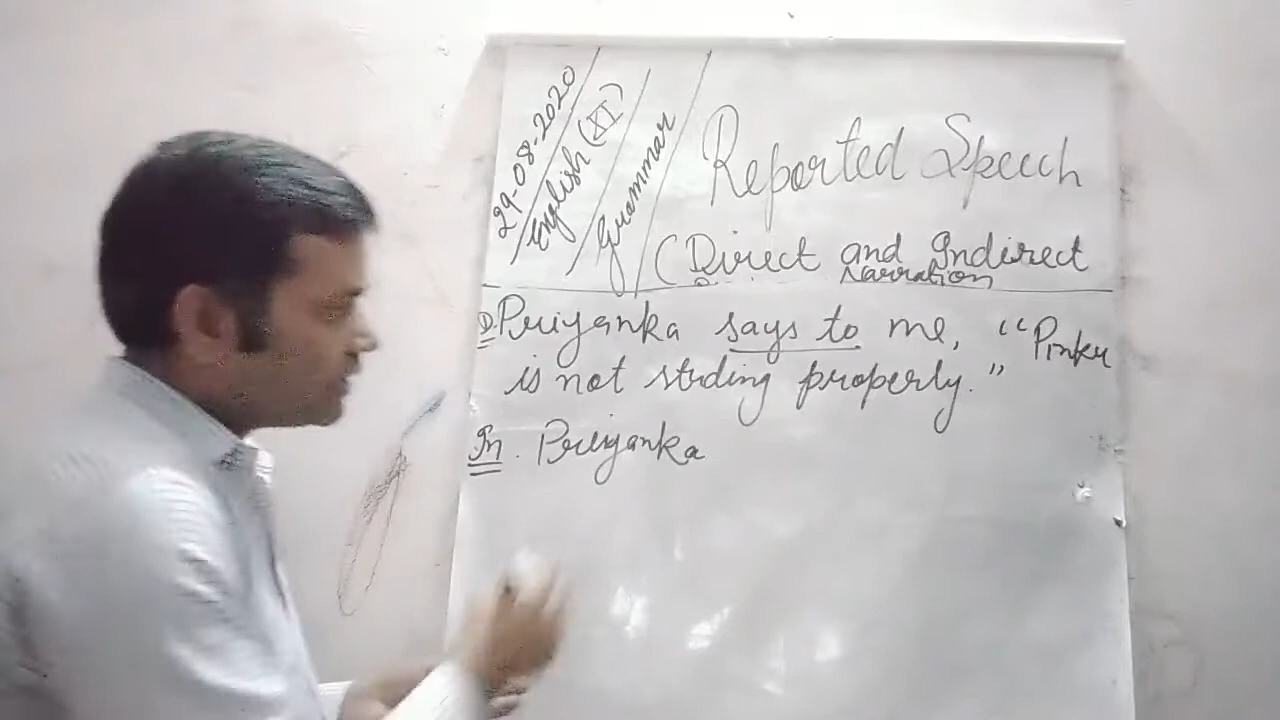 29-08-2020
English (XI)
Grammar
Reported Speech
(Direct and Indirect
Narration
D. Priyanka says to me, "Pinku
is not studing properly."
In. Priyanka